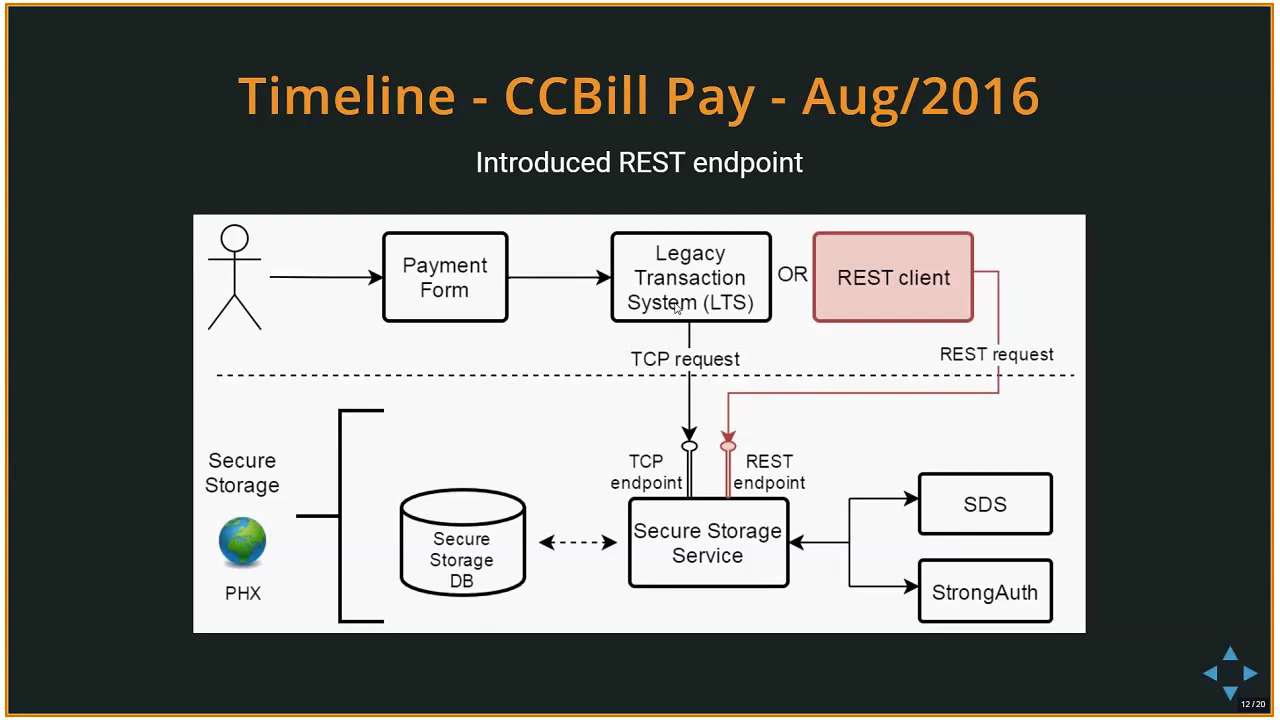 Timeline - CCBill Pay - Aug/2016
Introduced REST endpoint
Payment
Form
Legacy
Transaction
System (LTS)
OR
REST client
TCP request
REST request
Secure
Storage
PHX
TCP
endpoint
REST
endpoint
Secure
Storage
DB
Secure Storage
Service
SDS
StrongAuth
12 / 20